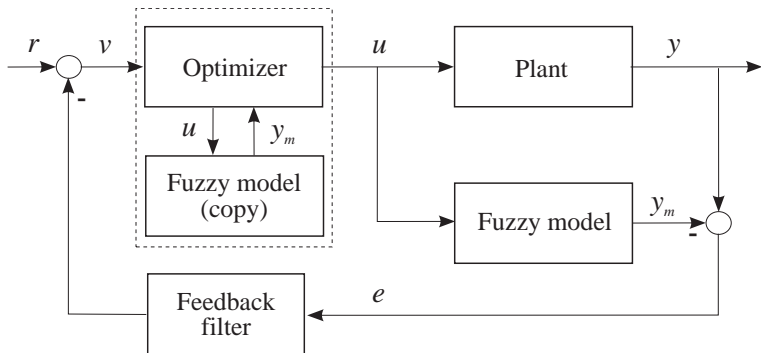 r
v
Optimizer
u
Plant
y
-
u
y_m
Fuzzy model
(copy)
Fuzzy model
y_m
-
Feedback
filter
e